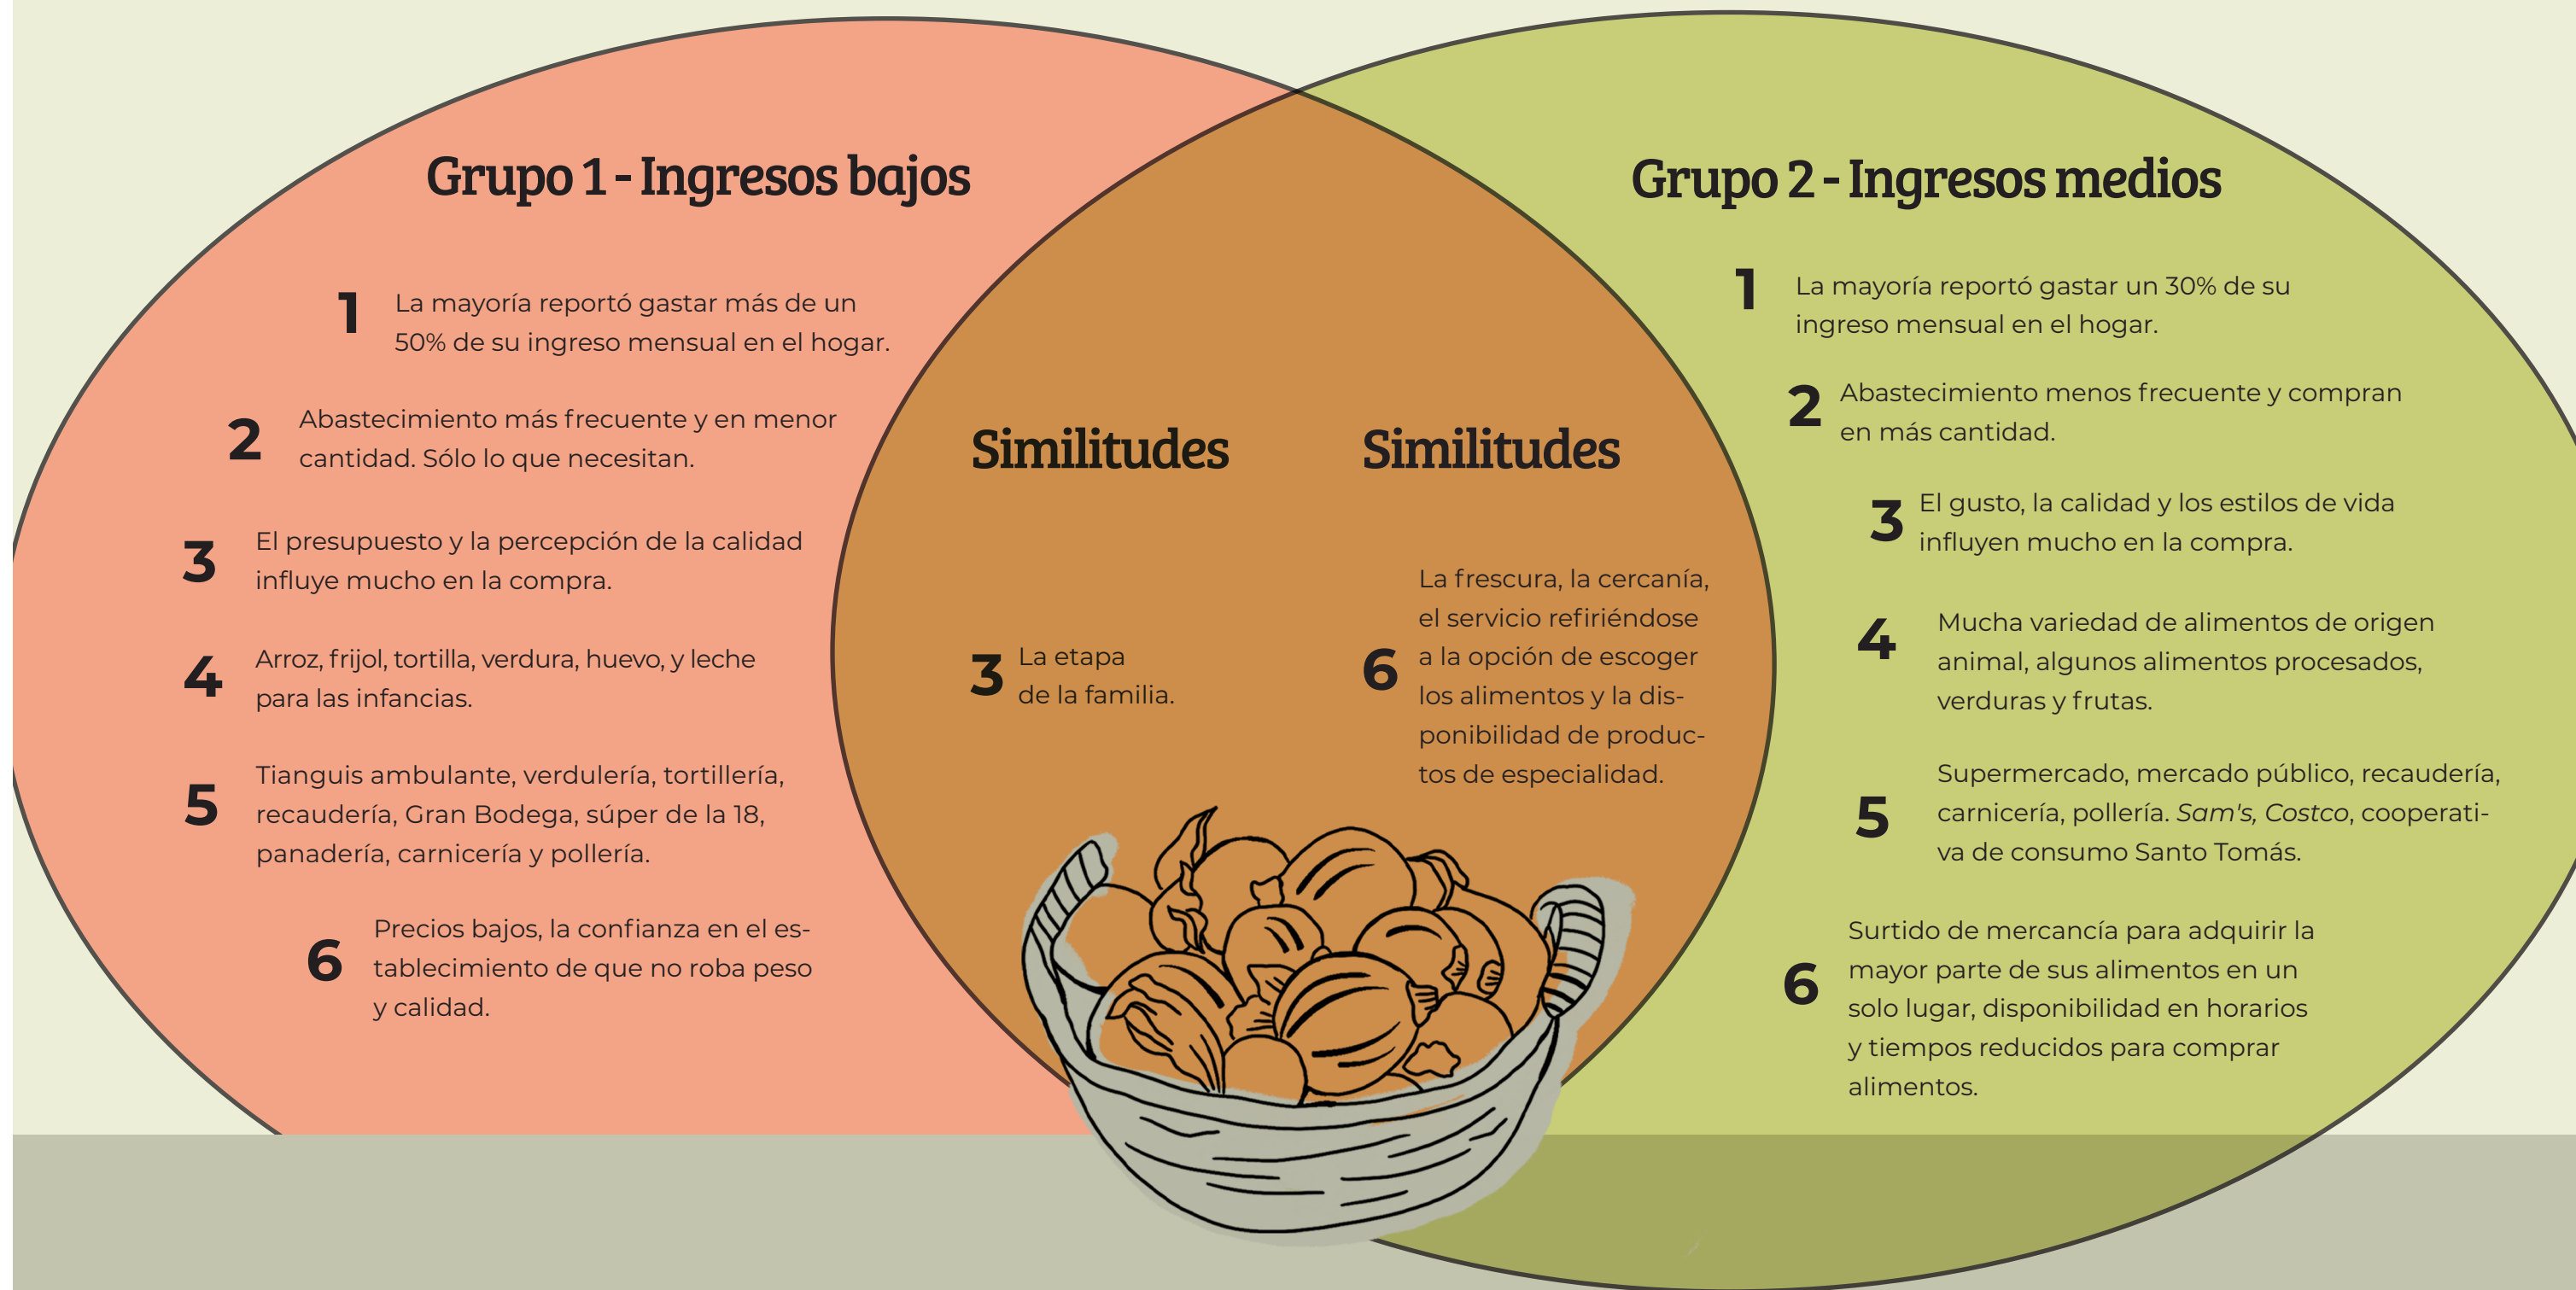 Grupo 1 - Ingresos bajos
1 La mayoría reportó gastar más de un
50% de su ingreso mensual en el hogar.
2 Abastecimiento más frecuente y en menor
cantidad. Sólo lo que necesitan.
3 El presupuesto y la percepción de la calidad
influye mucho en la compra.
4 Arroz, frijol, tortilla, verdura, huevo, y leche
para las infancias.
5 Tianguis ambulante, verdulería, tortillería,
recaudería, Gran Bodega, súper de la 18,
panadería, carnicería y pollería.
6 Precios bajos, la confianza en el es-
tablecimiento de que no roba peso
y calidad.
Similitudes
3 La etapa
de la familia.
Similitudes
6 La frescura, la cercanía,
el servicio refiriéndose
a la opción de escoger
los alimentos y la dis-
ponibilidad de produc-
tos de especialidad.
Grupo 2 - Ingresos medios
1 La mayoría reportó gastar un 30% de su
ingreso mensual en el hogar.
2 Abastecimiento menos frecuente y compran
en más cantidad.
3 El gusto, la calidad y los estilos de vida
influyen mucho en la compra.
4 Mucha variedad de alimentos de origen
animal, algunos alimentos procesados,
verduras y frutas.
5 Supermercado, mercado público, recaudería,
carnicería, pollería. Sam's, Costco, cooperati-
va de consumo Santo Tomás.
6 Surtido de mercancía para adquirir la
mayor parte de sus alimentos en un
solo lugar, disponibilidad en horarios
y tiempos reducidos para comprar
alimentos.